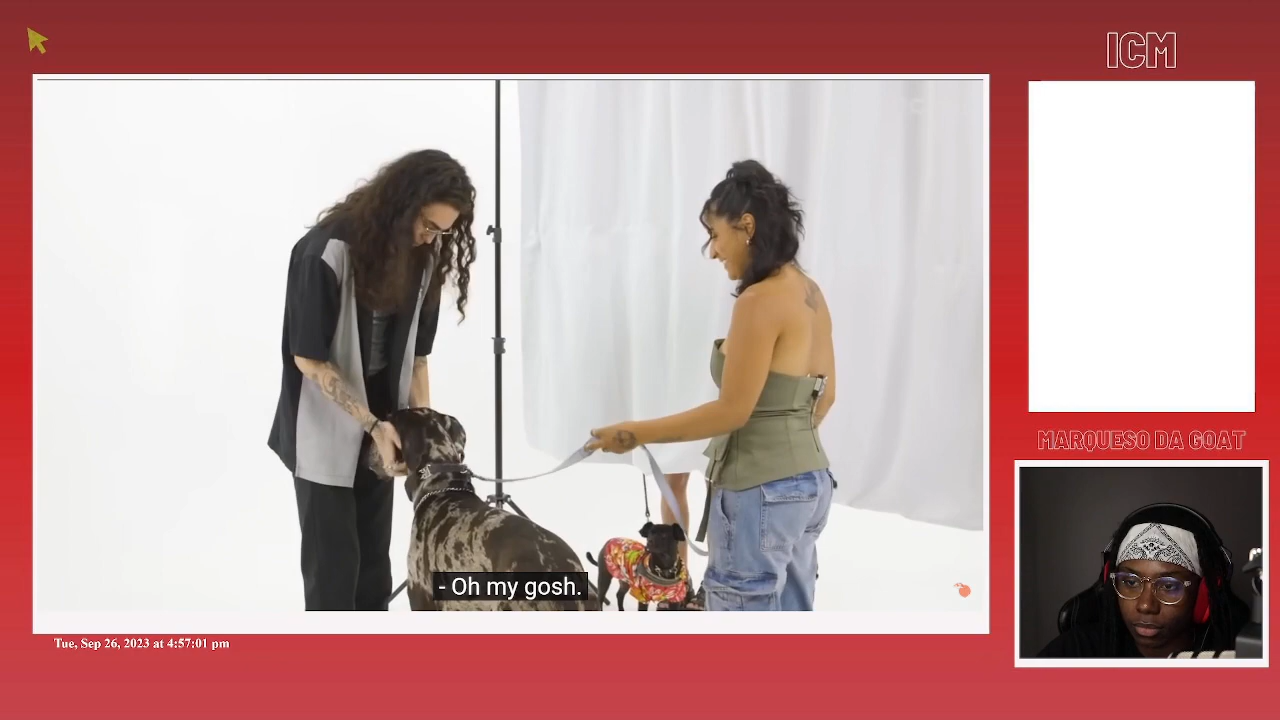 ICM
- Oh my gosh.
MARQUESO DA GOAT
Tue, Sep 26, 2023 at 4:57:01 pm